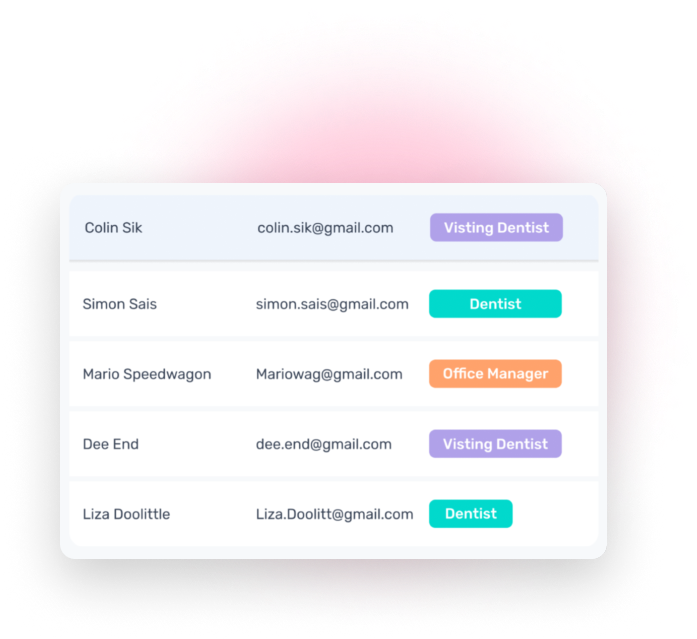 Colin Sik colin.sik@gmail.com Visting Dentist
Simon Sais simon.sais@gmail.com Dentist
Mario Speedwagon Mariowag@gmail.com Office Manager
Dee End dee.end@gmail.com Visting Dentist
Liza Doolittle Liza.Doolitt@gmail.com Dentist